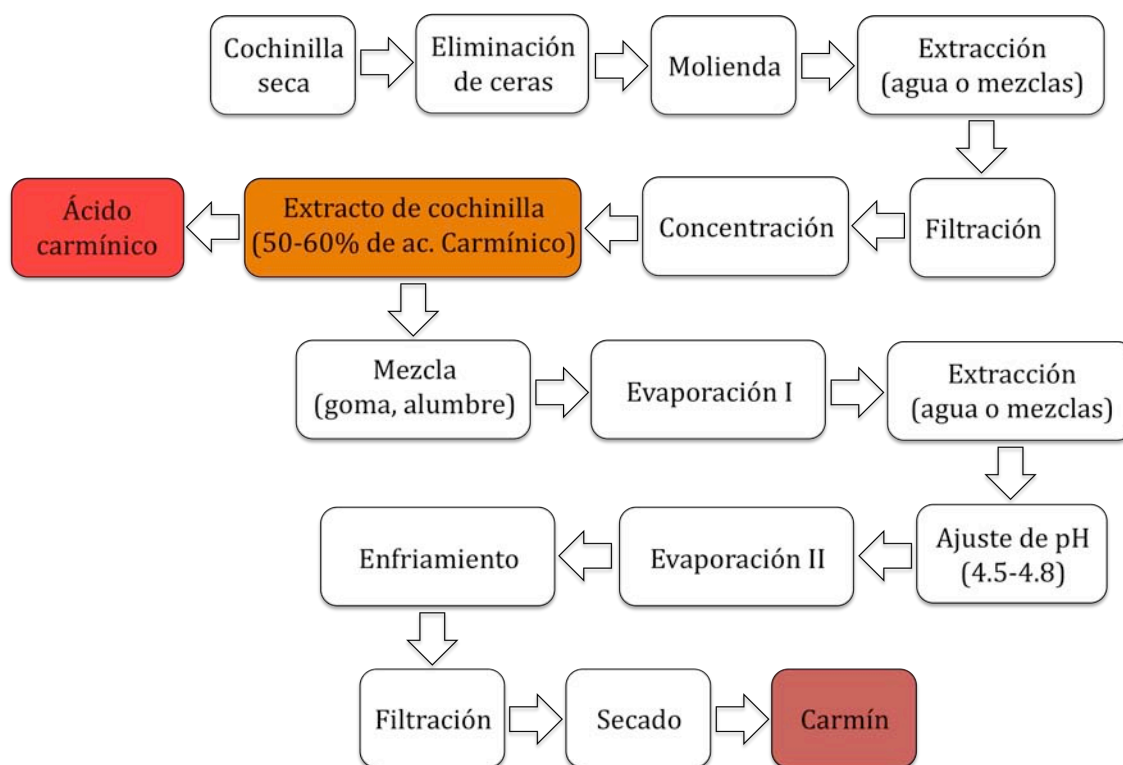 Cochinilla
seca
Eliminación
de ceras
Molienda
Extracción
(agua o mezclas)
Filtración
Concentración
Extracto de cochinilla
(50-60% de ac. Carmínico)
Ácido
carmínico
Mezcla
(goma, alumbre)
Evaporación I
Extracción
(agua o mezclas)
Ajuste de pH
(4.5-4.8)
Evaporación II
Enfriamiento
Filtración
Secado
Carmín